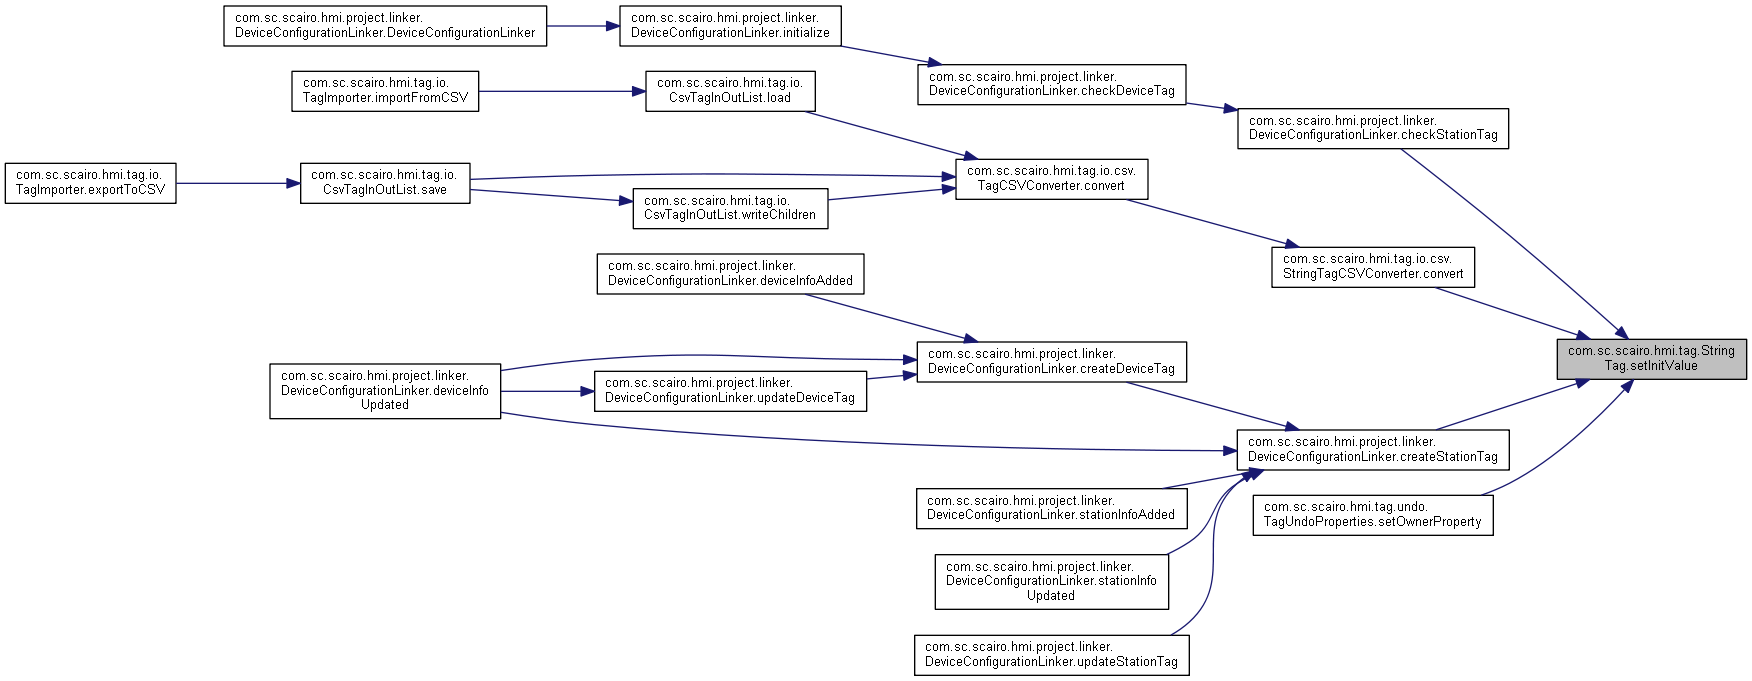 com.sc.scairo.hmi.project.linker.
DeviceConfigurationLinker.DeviceConfigurationLinker
com.sc.scairo.hmi.project.linker.
DeviceConfigurationLinker.initialize
com.sc.scairo.hmi.project.linker.
DeviceConfigurationLinker.checkDeviceTag
com.sc.scairo.hmi.tag.io.
TagImporter.importFromCSV
com.sc.scairo.hmi.tag.io.
CsvTagInOutList.load
com.sc.scairo.hmi.project.linker.
DeviceConfigurationLinker.checkStationTag
com.sc.scairo.hmi.tag.io.
TagImporter.exportToCSV
com.sc.scairo.hmi.tag.io.
CsvTagInOutList.save
com.sc.scairo.hmi.tag.io.csv.
TagCSVConverter.convert
com.sc.scairo.hmi.tag.io.
CsvTagInOutList.writeChildren
com.sc.scairo.hmi.tag.io.csv.
StringTagCSVConverter.convert
com.sc.scairo.hmi.project.linker.
DeviceConfigurationLinker.deviceInfoAdded
com.sc.scairo.hmi.tag.String
Tag.setInitValue
com.sc.scairo.hmi.project.linker.
DeviceConfigurationLinker.createDeviceTag
com.sc.scairo.hmi.project.linker.
DeviceConfigurationLinker.deviceInfo
Updated
com.sc.scairo.hmi.project.linker.
DeviceConfigurationLinker.updateDeviceTag
com.sc.scairo.hmi.project.linker.
DeviceConfigurationLinker.createStationTag
com.sc.scairo.hmi.project.linker.
DeviceConfigurationLinker.stationInfoAdded
com.sc.scairo.hmi.tag.undo.
TagUndoProperties.setOwnerProperty
com.sc.scairo.hmi.project.linker.
DeviceConfigurationLinker.stationInfo
Updated
com.sc.scairo.hmi.project.linker.
DeviceConfigurationLinker.updateStationTag